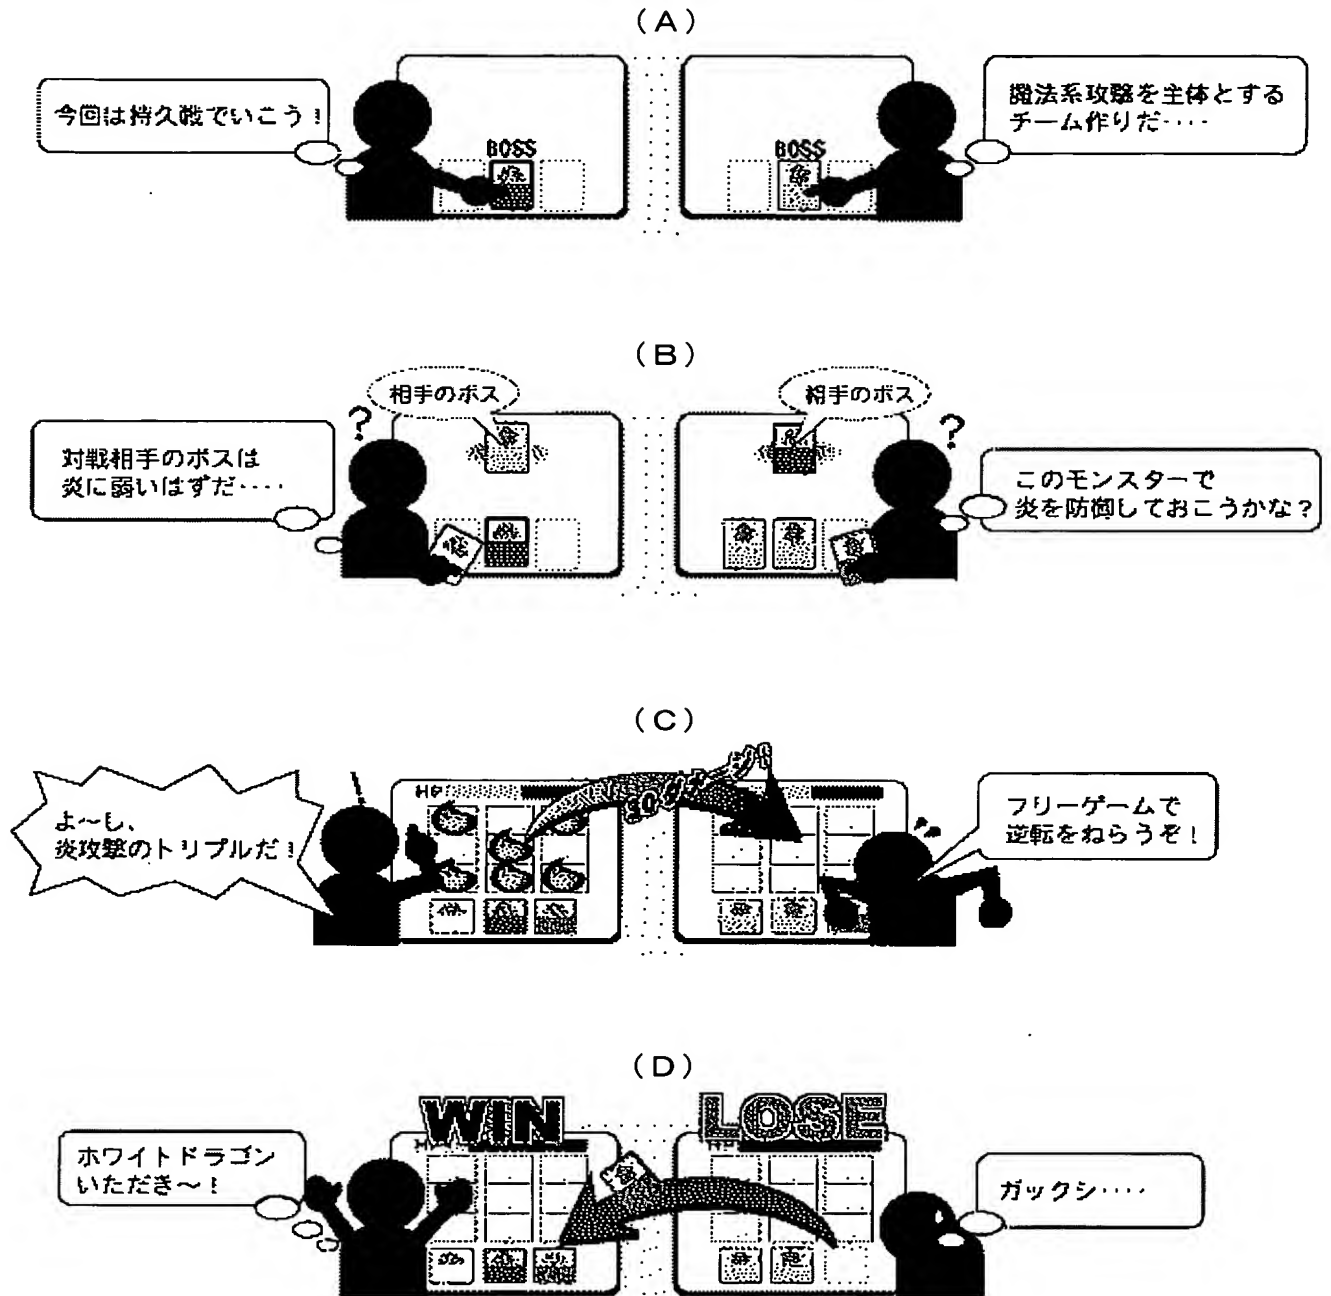 (A)
今回は持久戦でいこう!
BOSS
BOSS
魔法系攻撃を主体とする
チーム作りだ‥‥
(B)
相手のボス
相手のボス
?
?
対戦相手のボスは
炎に弱いはずだ‥‥
このモンスターで
炎を防御しておこうかな?
(C)
よ~し、
炎攻撃のトリプルだ!
HP
フリーゲームで
逆転をねらうぞ!
(D)
WIN
LOSE
ホワイトドラゴン
いただき~!
HP
HP
ガックシ‥‥